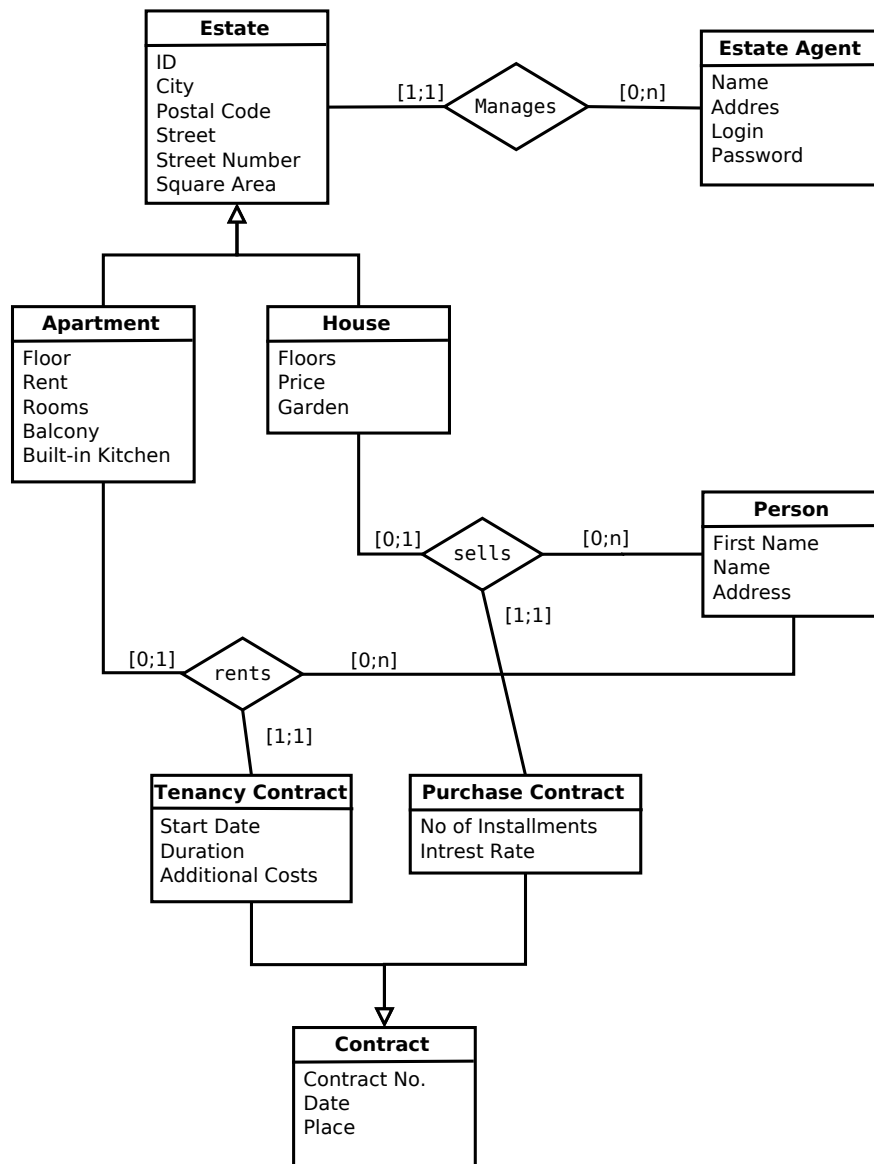 Estate
ID
City
Postal Code
Street
Street Number
Square Area
[1;1]
Manages
[0;n]
Estate Agent
Name
Addres
Login
Password
Apartment
Floor
Rent
Rooms
Balcony
Built-in Kitchen
House
Floors
Price
Garden
[0;1]
sells
[0;n]
[1;1]
Person
First Name
Name
Address
[0;1]
rents
[0;n]
[1;1]
Tenancy Contract
Start Date
Duration
Additional Costs
Purchase Contract
No of Installments
Intrest Rate
Contract
Contract No.
Date
Place